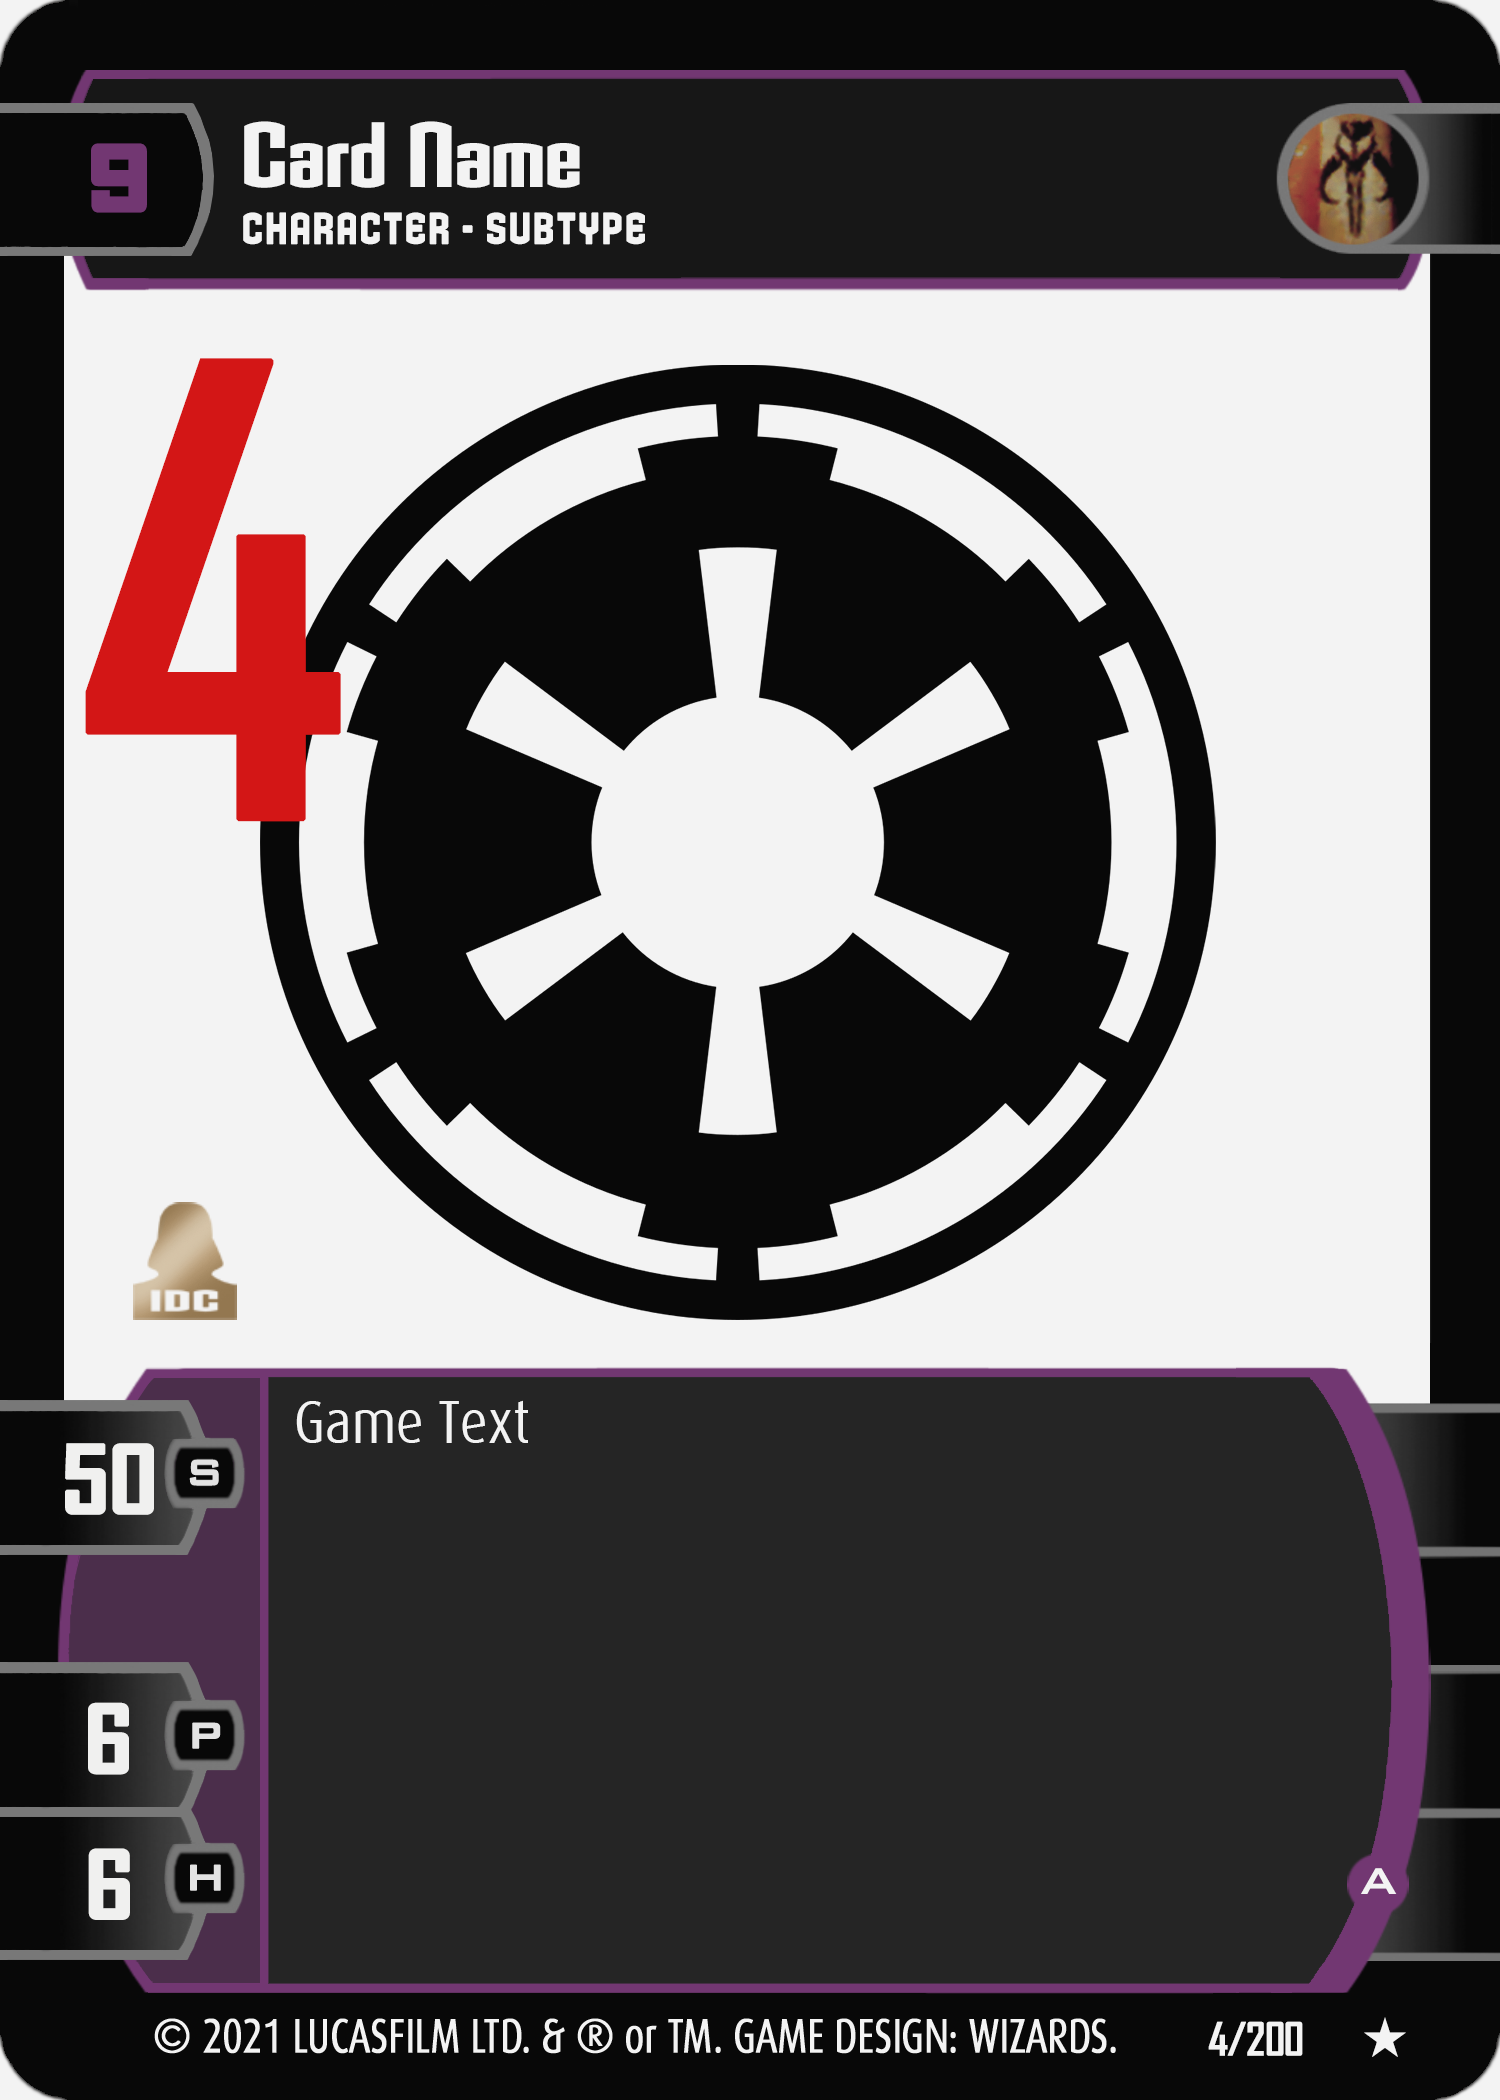 9
Card Name
CHARACTER - SUBTYPE
4
IDC
Game Text
50 S
6 P
6 H
A
© 2021 LUCASFILM LTD. & ® or TM. GAME DESIGN: WIZARDS. 4/200 ★